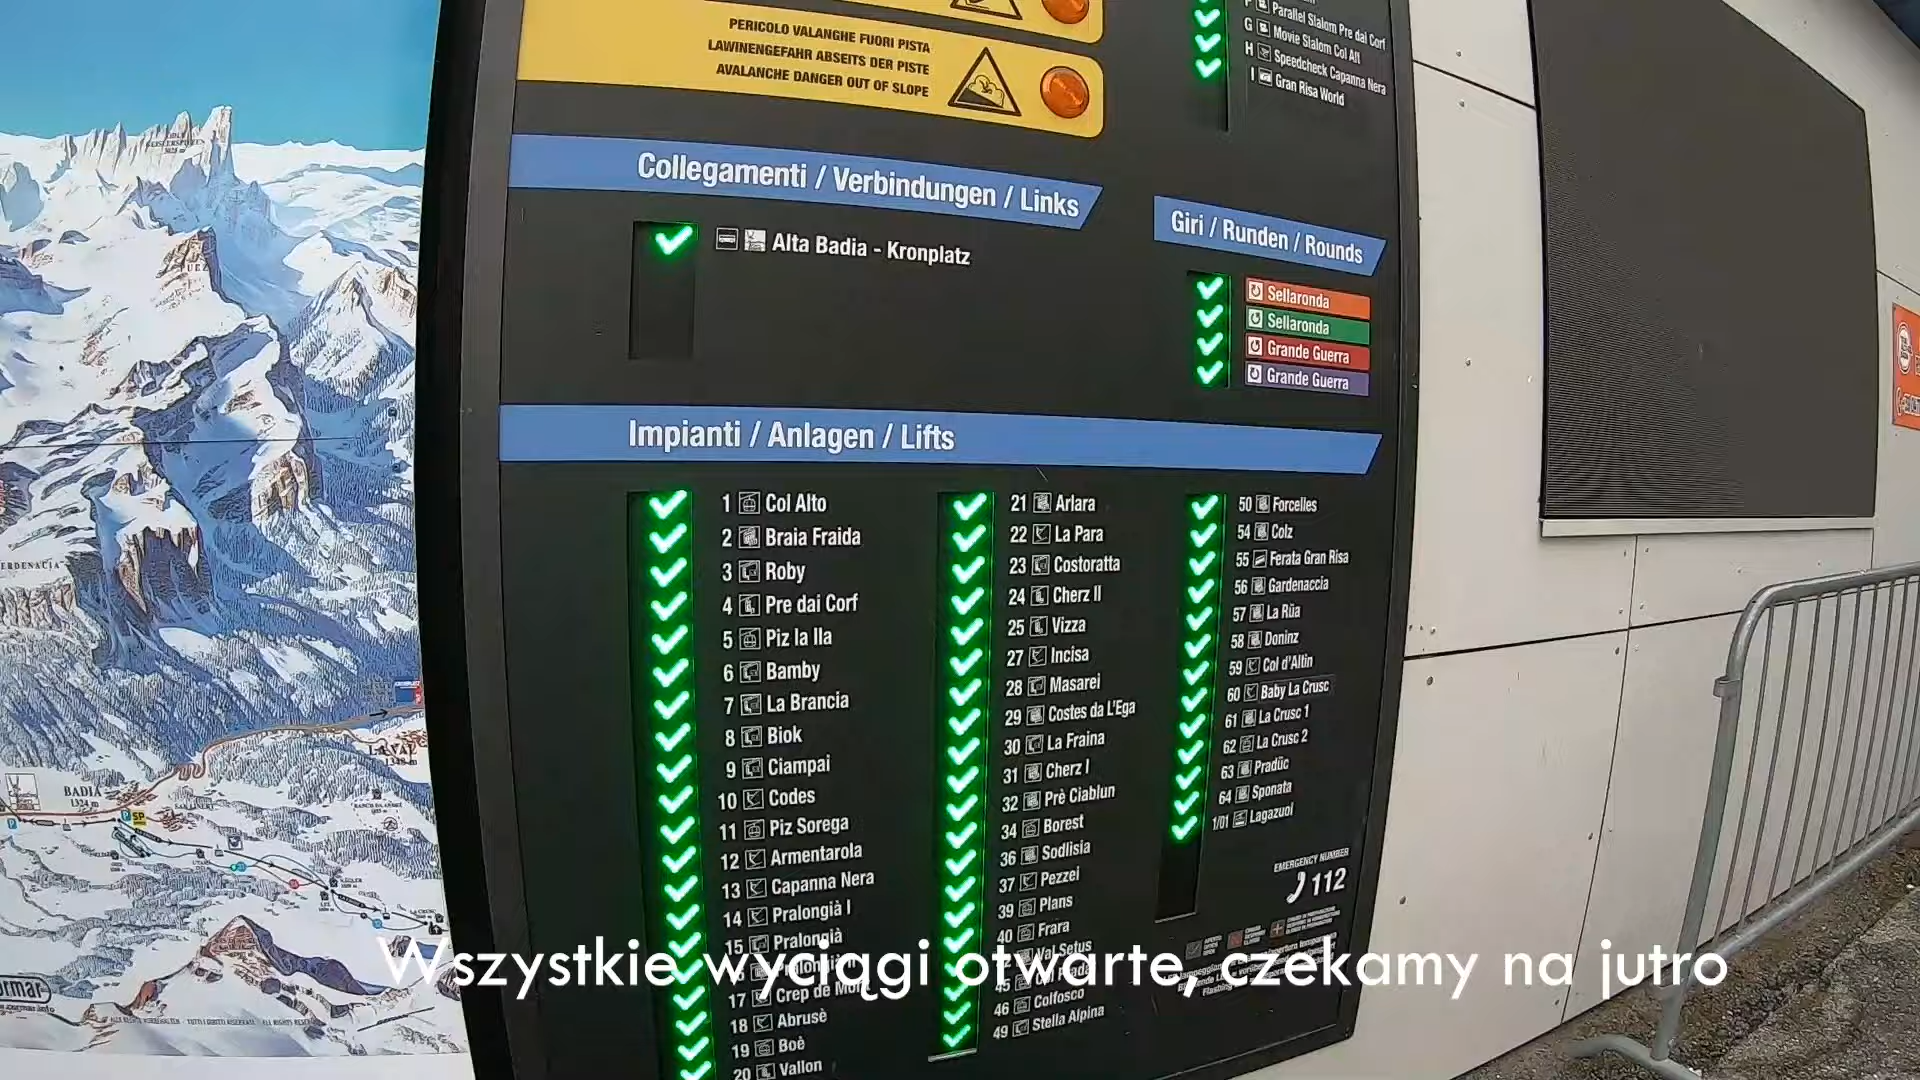 PERICOLO VALANGHE FUORI PISTA
LAWINENGEFAHR ABSEITS DER PISTE
AVALANCHE DANGER OUT OF SLOPE
Parallel Slalom Pre dai Corf
G Movie Slalom Col Alt
H Speedcheck Capanna Nera
I Gran Risa World
Collegamenti / Verbindungen / Links
Alta Badia - Kronplatz
Giri / Runden / Rounds
Sellaronda
Sellaronda
Grande Guerra
Grande Guerra
Impianti / Anlagen / Lifts
1 Col Alto
2 Braia Fraida
3 Roby
4 Pre dai Corf
5 Piz la Ila
6 Bamby
7 La Brancia
8 Biok
9 Ciampai
10 Codes
11 Piz Sorega
12 Armentarola
13 Capanna Nera
14 Pralongià I
15 Pralongià
17 Crep de
18 Abrusè
19 Boè
20 Vallon
21 Arlara
22 La Para
23 Costoratta
24 Cherz II
25 Vizza
27 Incisa
28 Masarei
29 Costes da L'Ega
30 La Fraina
31 Cherz I
32 Prè Ciablun
34 Borest
36 Sodlisia
37 Pezzei
39 Plans
40 Frara
Val Setus
45
46 Colfosco
49 Stella Alpina
50 Forcelles
54 Colz
55 Ferata Gran Risa
56 Gardenaccia
57 La Rüa
58 Doninz
59 Col d'Altin
60 Baby La Crusc
61 La Crusc 1
62 La Crusc 2
63 Pradüc
64 Sponata
1/01 Lagazuoi
EMERGENCY NUMBER
112
BADIA
1324 m
SP
Wszystkie wyciągi otwarte, czekamy na jutro